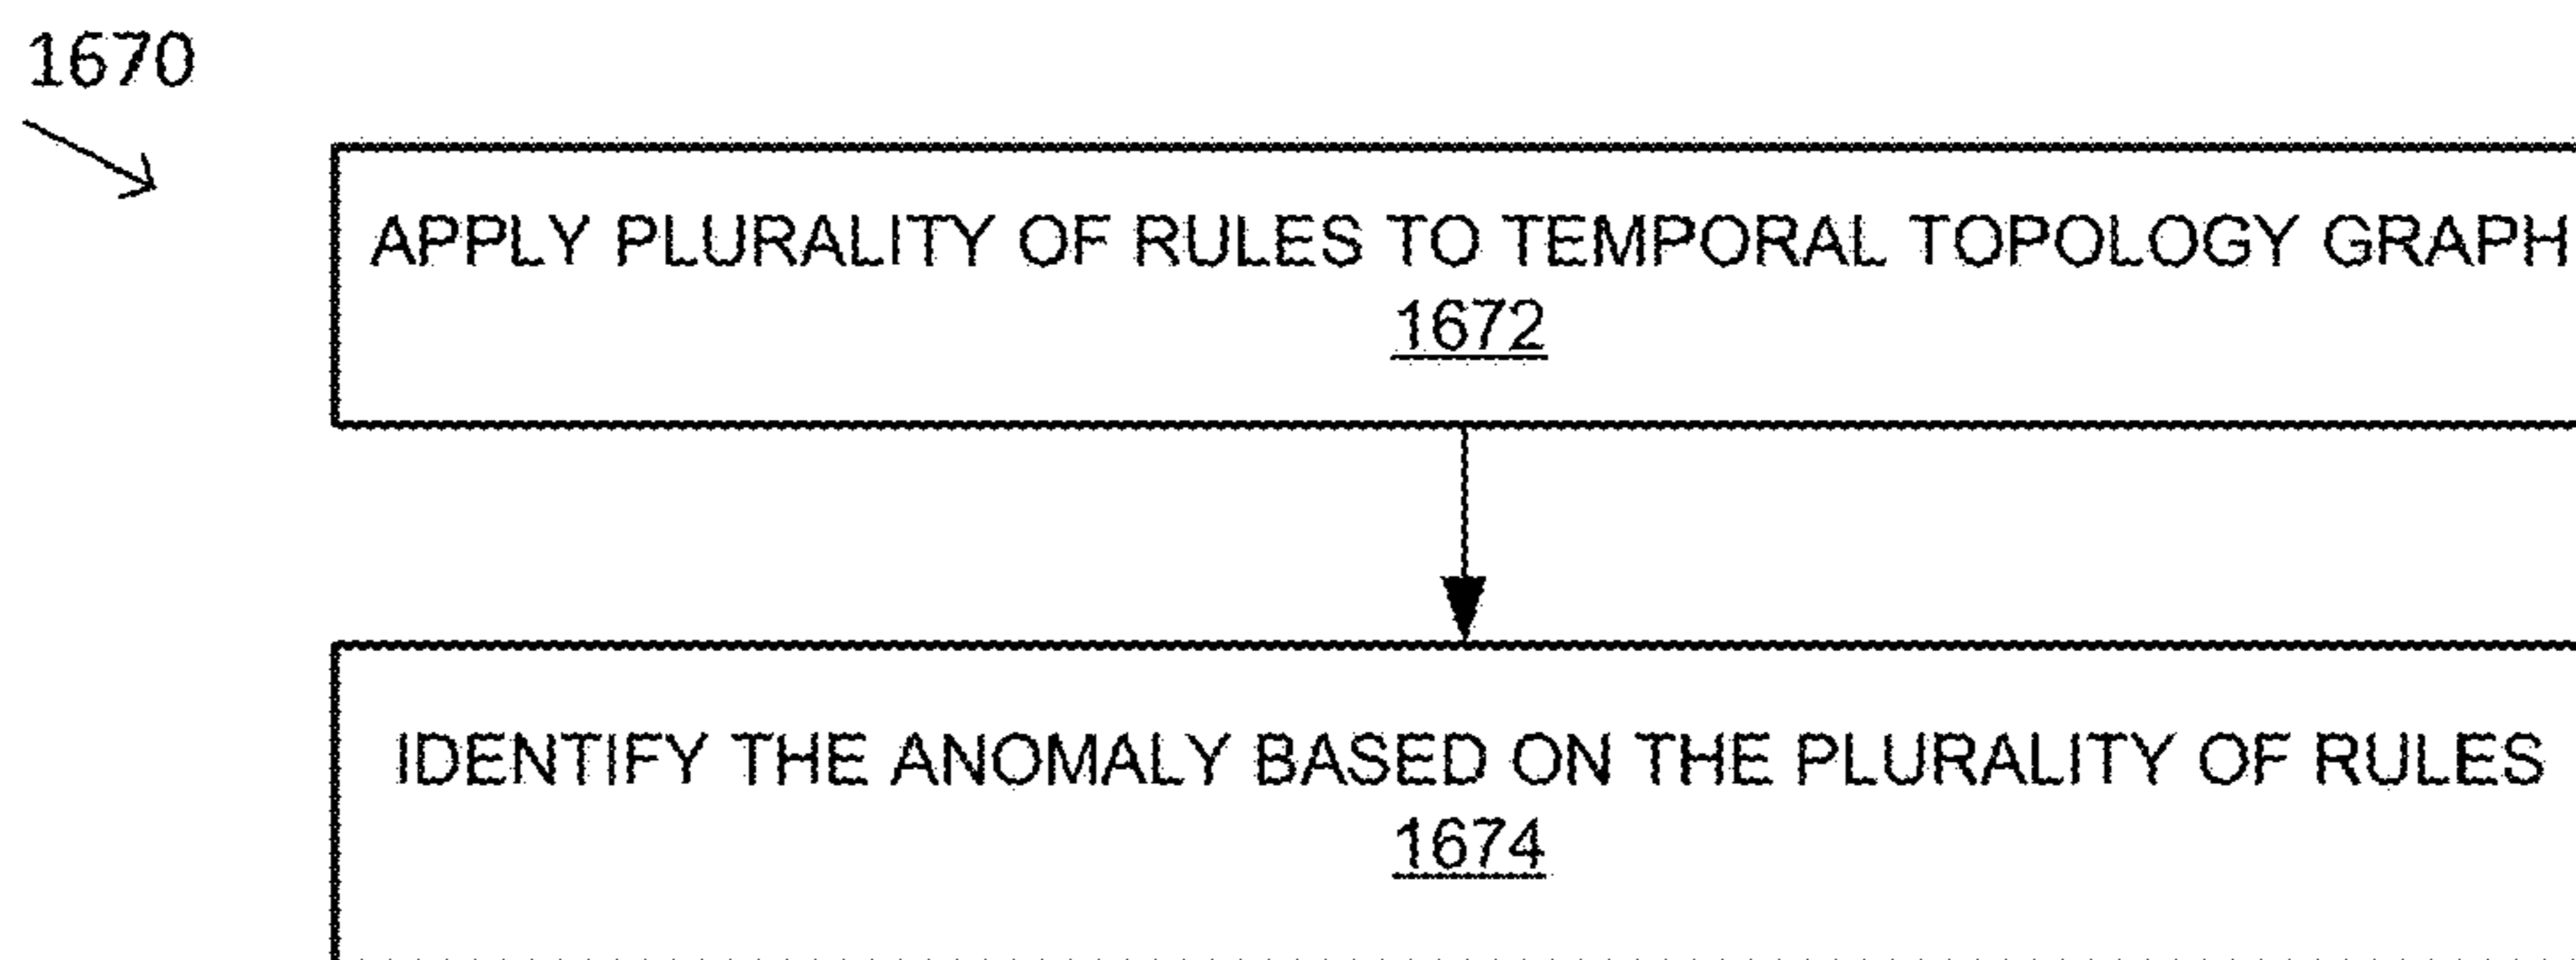 1670
APPLY PLURALITY OF RULES TO TEMPORAL TOPOLOGY GRAPH
1672
IDENTIFY THE ANOMALY BASED ON THE PLURALITY OF RULES
1674